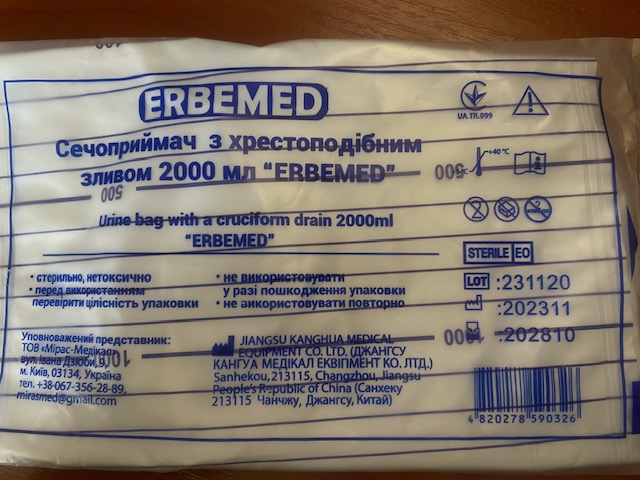 ERBEMED
Сечоприймач з хрестоподібним
зливом 2000 мл "ERBEMED"
Urine bag with a cruciform drain 2000ml
"ERBEMED"
• стерильно, нетоксично
• перед використанням
перевірити цілісність упаковки
• не використовувати
у разі пошкодження упаковки
• не використовувати повторно
Уповноважений представник:
ТОВ «Мірас-Медікал»
вул. Івана Дзюби,
м. Київ, 03134, Україна
тел. +38-067-356-28-89,
mirasmed@gmail.com
JIANGSU KANGHUA MEDICAL
EQUIPMENT CO. LTD. (ДЖАНГСУ
КАНГУА МЕДІКАЛ ЕКВІПМЕНТ КО. ЛТД.)
Sanhekou, 213115, Changzhou, Jiangsu
People's Republic of China (Санхеку
213115 Чанчжу, Джангсу, Китай)
UA.TR.099
+40°C
STERILE EO
LOT :231120
:202311
:202810
4 820278 590326
500
500
1000
1000